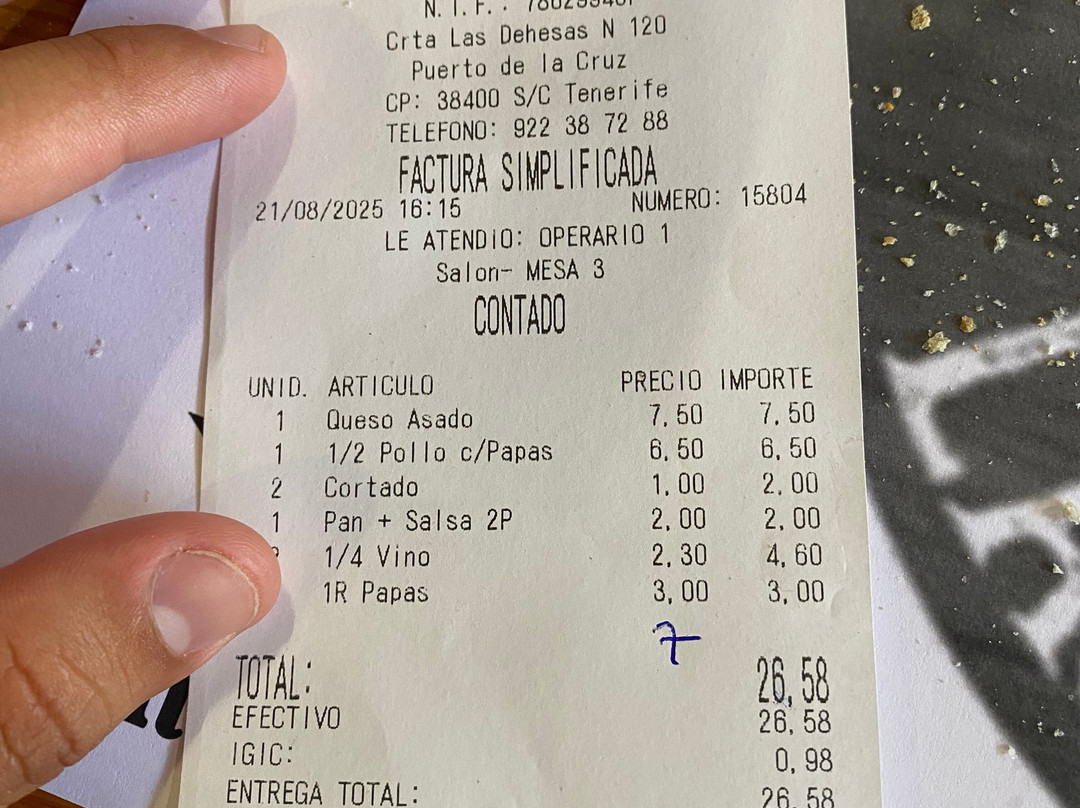 N. I. F.:
Crta Las Dehesas N 120
Puerto de la Cruz
CP: 38400 S/C Tenerife
TELEFONO: 922 38 72 88
FACTURA SIMPLIFICADA
21/08/2025 16:15 NUMERO: 15804
LE ATENDIO: OPERARIO 1
Salon- MESA 3
CONTADO
UNID. ARTICULO PRECIO IMPORTE
1 Queso Asado 7,50 7,50
1 1/2 Pollo c/Papas 6,50 6,50
2 Cortado 1,00 2,00
1 Pan + Salsa 2P 2,00 2,00
1/4 Vino 2,30 4,60
1R Papas 3,00 3,00
7
TOTAL: 26,58
EFECTIVO 26,58
IGIC: 0,98
ENTREGA TOTAL: 26,58